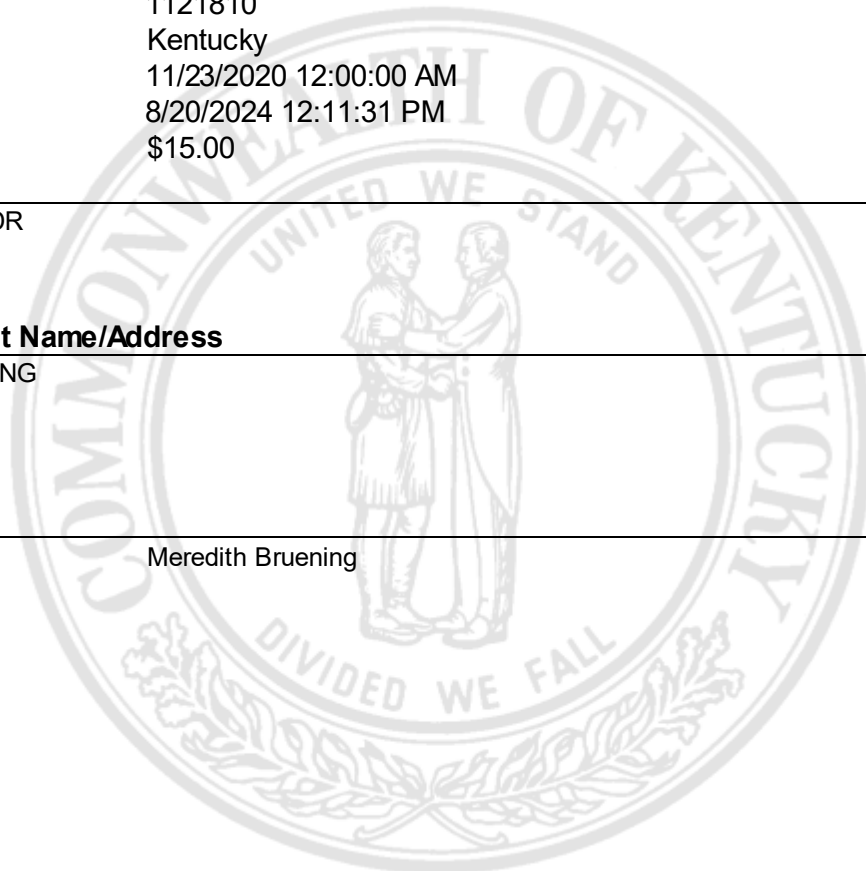 1121810
Kentucky
11/23/2020 12:00:00 AM
8/20/2024 12:11:31 PM
$15.00
OR
t Name/Address
NG
Meredith Bruening
COMMONWEALTH OF KENTUCKY
UNITED WE STAND
DIVIDED WE FALL